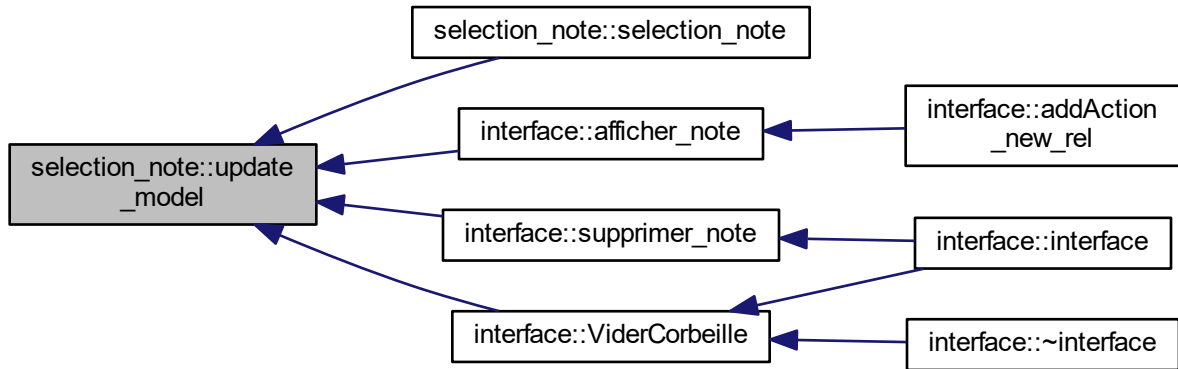 selection_note::selection_note
interface::afficher_note
interface::addAction
_new_rel
selection_note::update
_model
interface::supprimer_note
interface::interface
interface::ViderCorbeille
interface::~interface